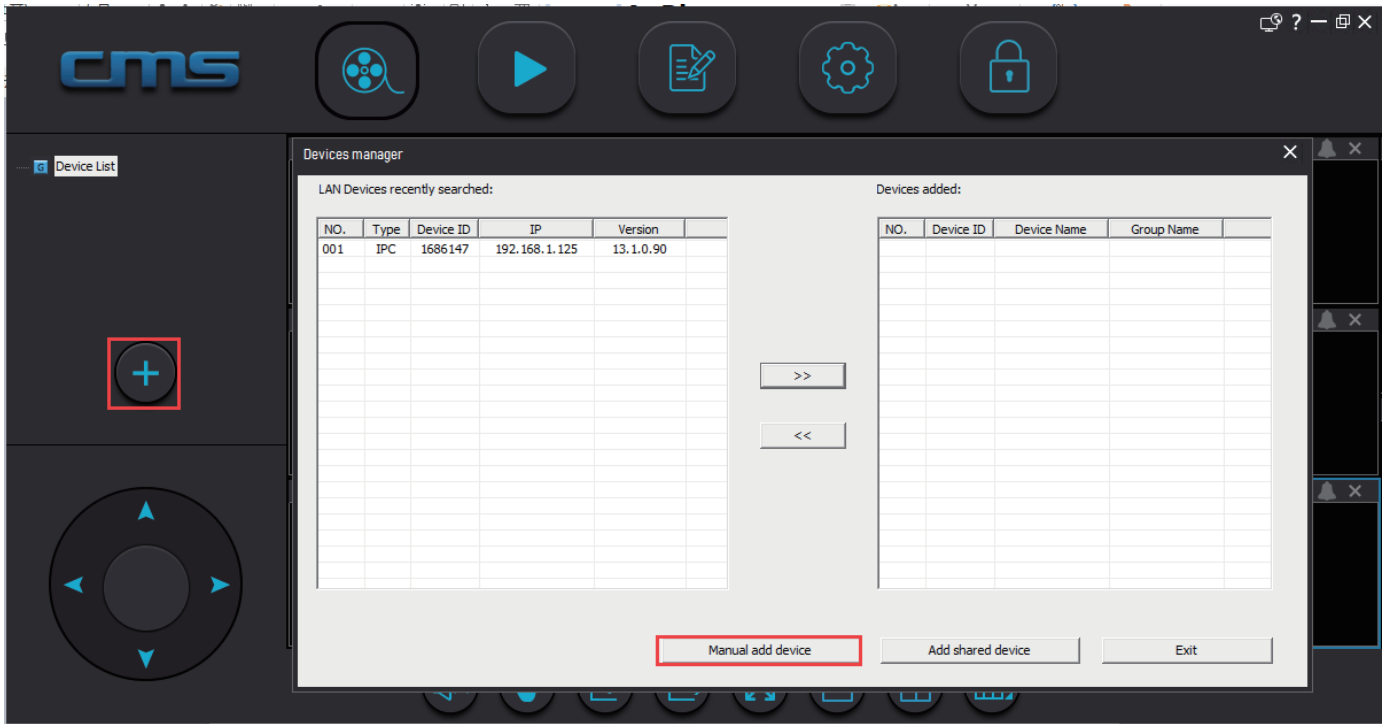 cms
?
Device List
Devices manager
LAN Devices recently searched:
Devices added:
NO. Type Device ID IP Version
NO. Device ID Device Name Group Name
001 IPC 1686147 192.168.1.125 13.1.0.90
>>
<<
Manual add device
Add shared device
Exit